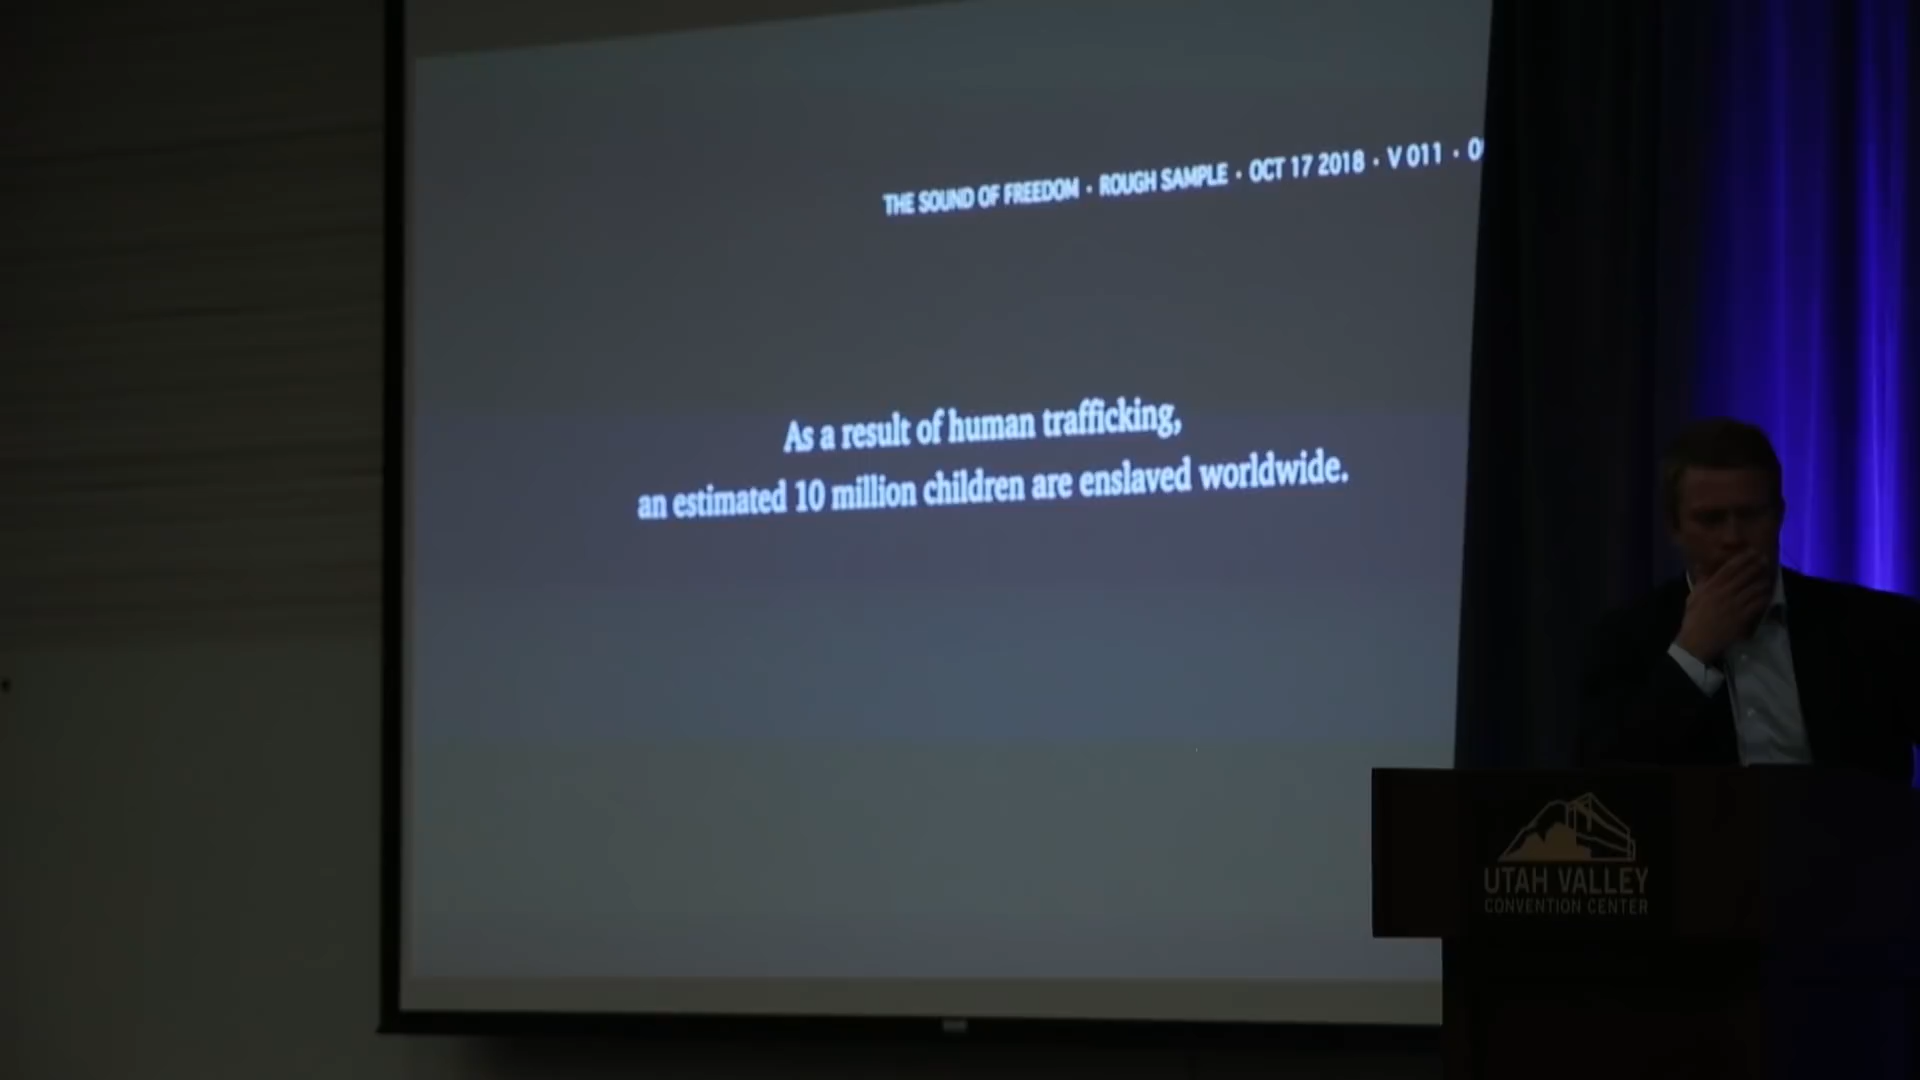 THE SOUND OF FREEDOM · ROUGH SAMPLE · OCT 17 2018 · V 011 ·
As a result of human trafficking,
an estimated 10 million children are enslaved worldwide.
UTAH VALLEY
CONVENTION CENTER